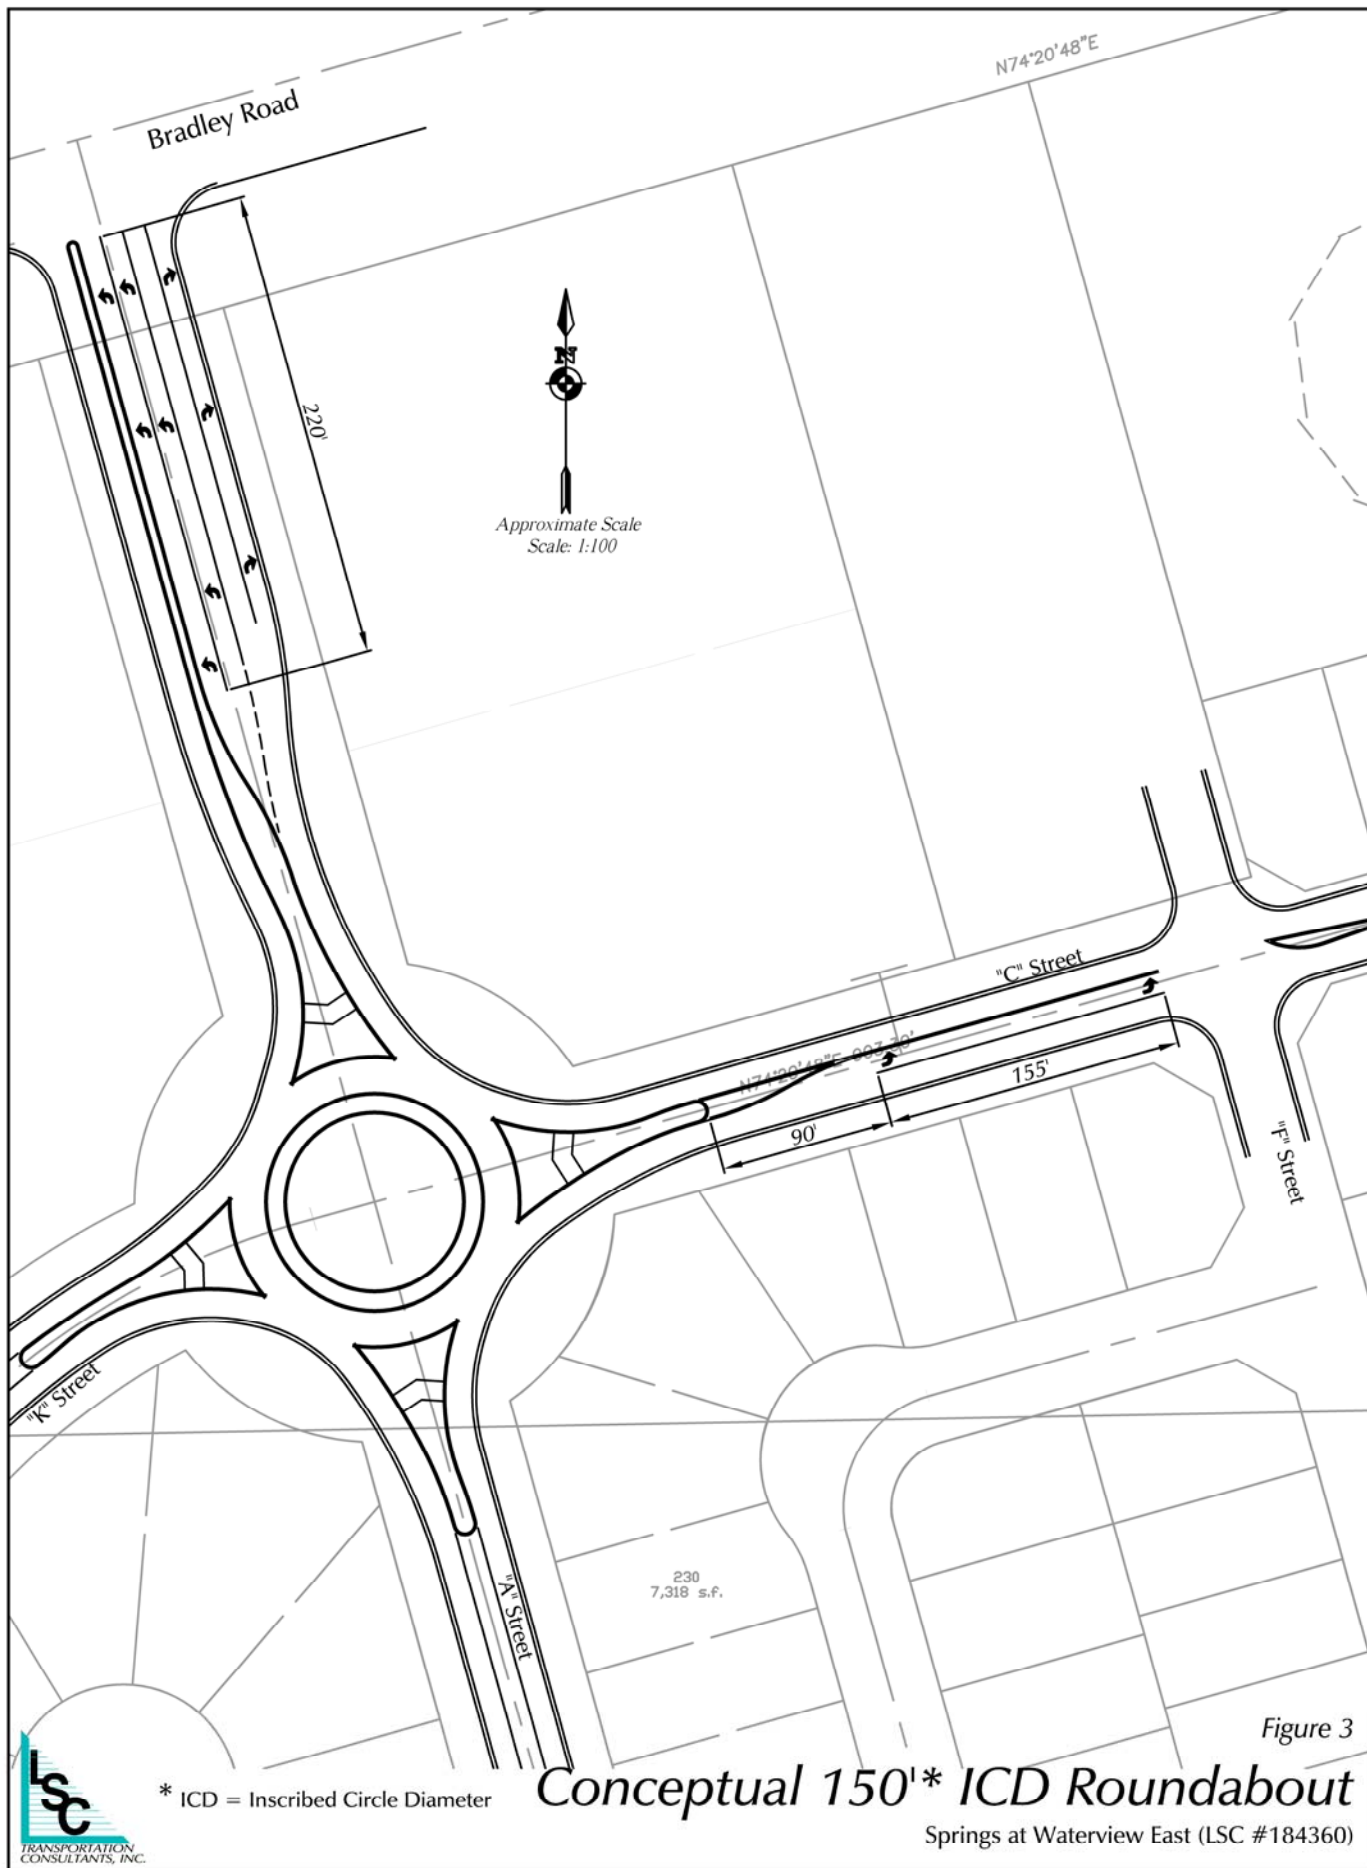 N74°20'48"E
Bradley Road
220'
N
Approximate Scale
Scale: 1:100
"C" Street
155'
90'
"F" Street
"K" Street
"A" Street
230
7,318 s.f.
Figure 3
Conceptual 150'* ICD Roundabout
Springs at Waterview East (LSC #184360)
* ICD = Inscribed Circle Diameter
LSC
TRANSPORTATION
CONSULTANTS, INC.